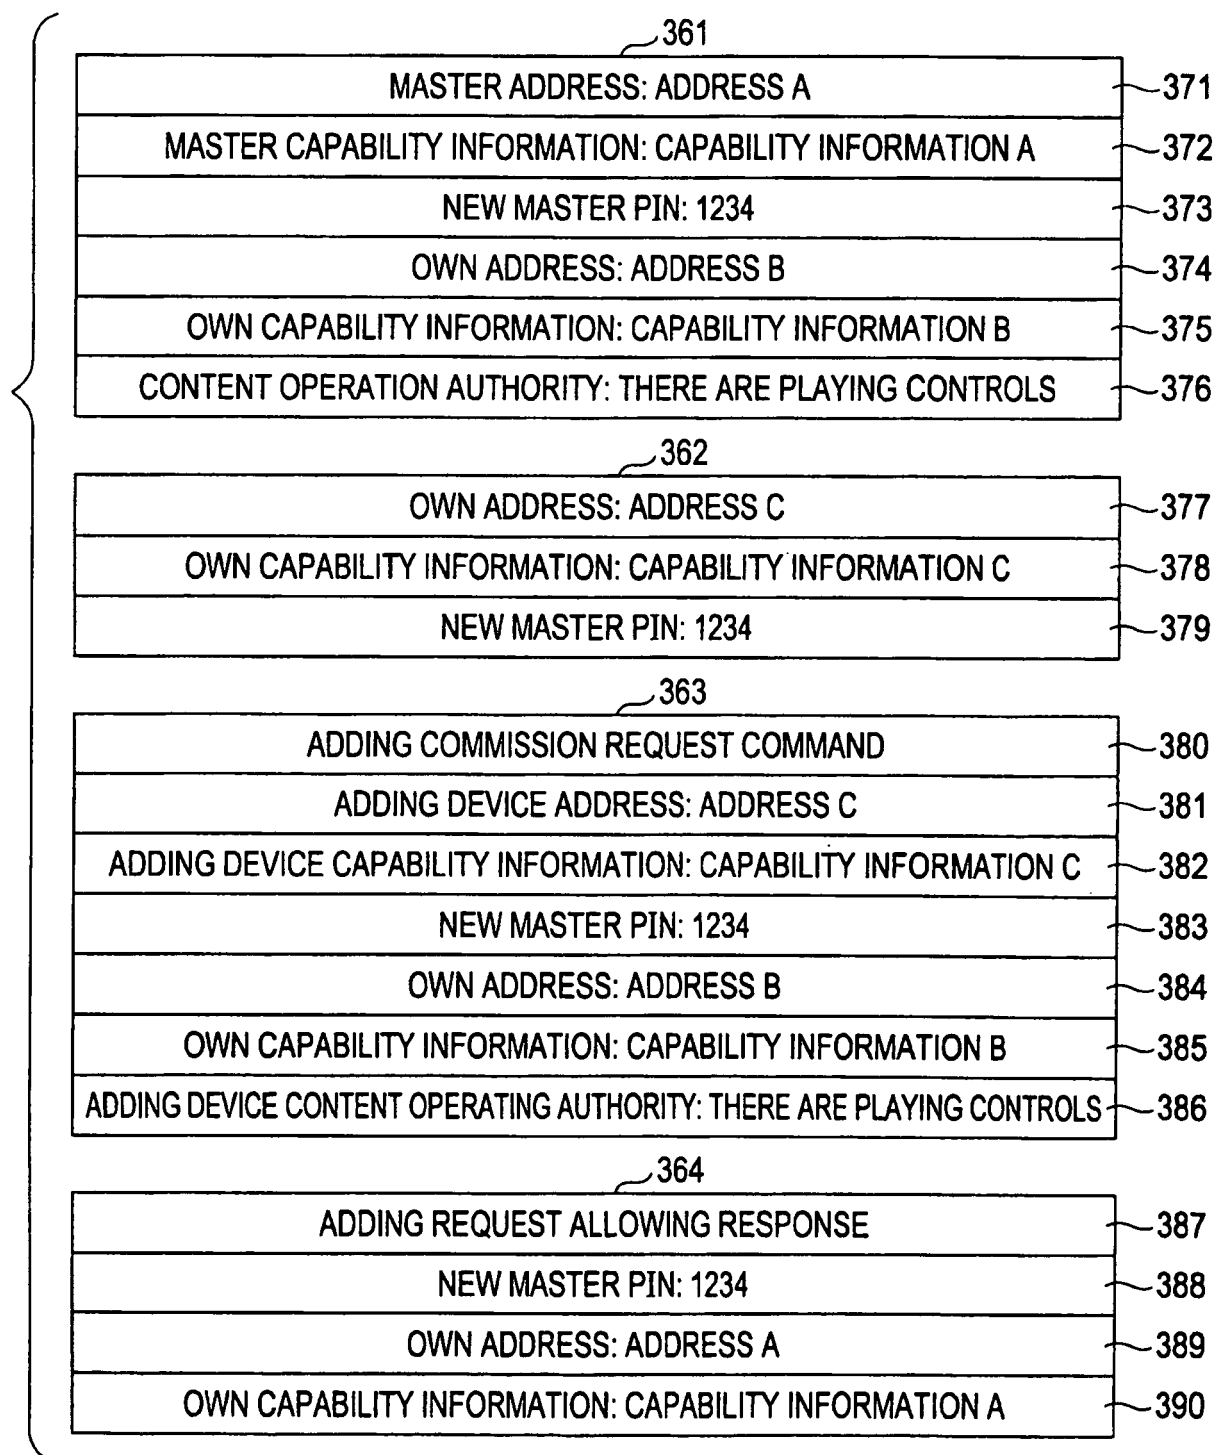 361
MASTER ADDRESS: ADDRESS A 371
MASTER CAPABILITY INFORMATION: CAPABILITY INFORMATION A 372
NEW MASTER PIN: 1234 373
OWN ADDRESS: ADDRESS B 374
OWN CAPABILITY INFORMATION: CAPABILITY INFORMATION B 375
CONTENT OPERATION AUTHORITY: THERE ARE PLAYING CONTROLS 376
362
OWN ADDRESS: ADDRESS C 377
OWN CAPABILITY INFORMATION: CAPABILITY INFORMATION C 378
NEW MASTER PIN: 1234 379
363
ADDING COMMISSION REQUEST COMMAND 380
ADDING DEVICE ADDRESS: ADDRESS C 381
ADDING DEVICE CAPABILITY INFORMATION: CAPABILITY INFORMATION C 382
NEW MASTER PIN: 1234 383
OWN ADDRESS: ADDRESS B 384
OWN CAPABILITY INFORMATION: CAPABILITY INFORMATION B 385
ADDING DEVICE CONTENT OPERATING AUTHORITY: THERE ARE PLAYING CONTROLS 386
364
ADDING REQUEST ALLOWING RESPONSE 387
NEW MASTER PIN: 1234 388
OWN ADDRESS: ADDRESS A 389
OWN CAPABILITY INFORMATION: CAPABILITY INFORMATION A 390